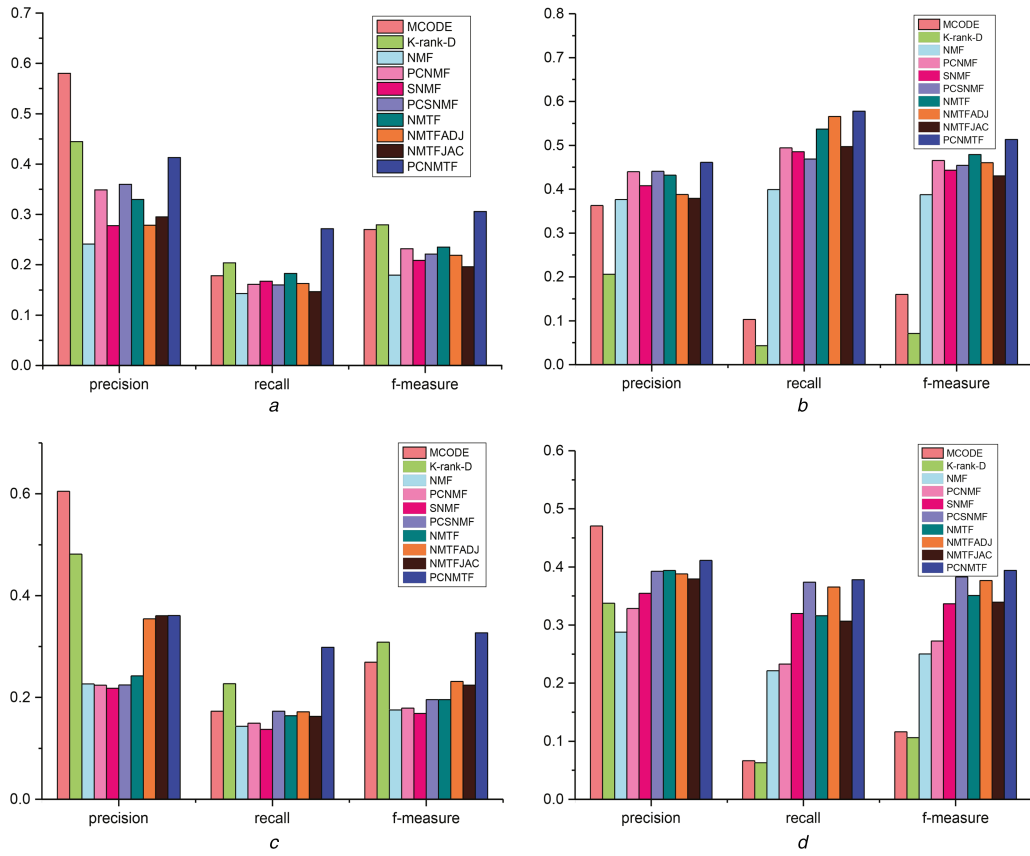 0.7
0.6
0.5
0.4
0.3
0.2
0.1
0.0
MCODE
K-rank-D
NMF
PCNMF
SNMF
PCSNMF
NMTF
NMTFADJ
NMTFJAC
PCNMTF
precision
recall
f-measure
a
0.8
0.7
0.6
0.5
0.4
0.3
0.2
0.1
0.0
MCODE
K-rank-D
NMF
PCNMF
SNMF
PCSNMF
NMTF
NMTFADJ
NMTFJAC
PCNMTF
precision
recall
f-measure
b
0.6
0.4
0.2
0.0
MCODE
K-rank-D
NMF
PCNMF
SNMF
PCSNMF
NMTF
NMTFADJ
NMTFJAC
PCNMTF
precision
recall
f-measure
c
0.6
0.5
0.4
0.3
0.2
0.1
0.0
MCODE
K-rank-D
NMF
PCNMF
SNMF
PCSNMF
NMTF
NMTFADJ
NMTFJAC
PCNMTF
precision
recall
f-measure
d